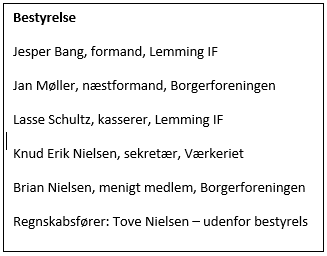 Bestyrelse
Jesper Bang, formand, Lemming IF
Jan Møller, næstformand, Borgerforeningen
Lasse Schultz, kasserer, Lemming IF
Knud Erik Nielsen, sekretær, Værkeriet
Brian Nielsen, menigt medlem, Borgerforeningen
Regnskabsfører: Tove Nielsen – udenfor bestyrels